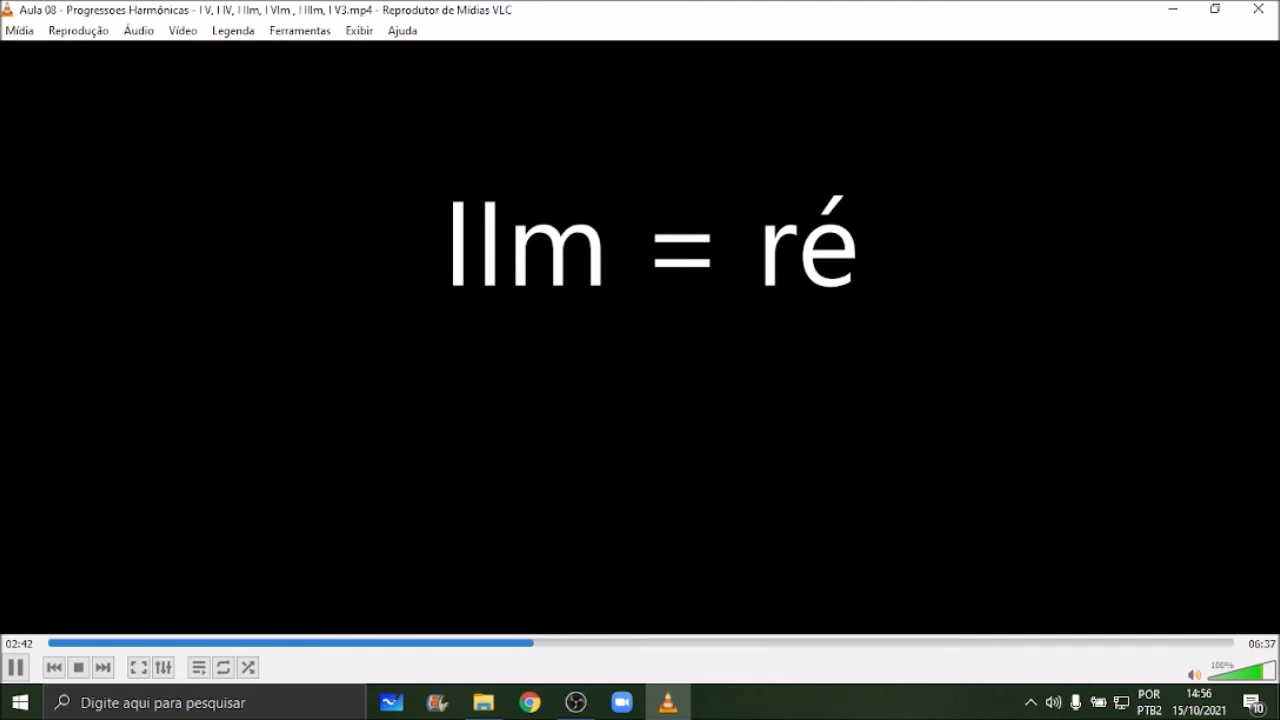 Aula 08 - Progressoes Harmônicas - I V, I IV, I IIm, I VIm , I IIIm, I V3.mp4 - Reprodutor de Mídias VLC
Mídia Reprodução Áudio Vídeo Legenda Ferramentas Exibir Ajuda
IIm = ré
02:42 06:37
100%
Digite aqui para pesquisar
POR 14:56
PTB2 15/10/2021 10